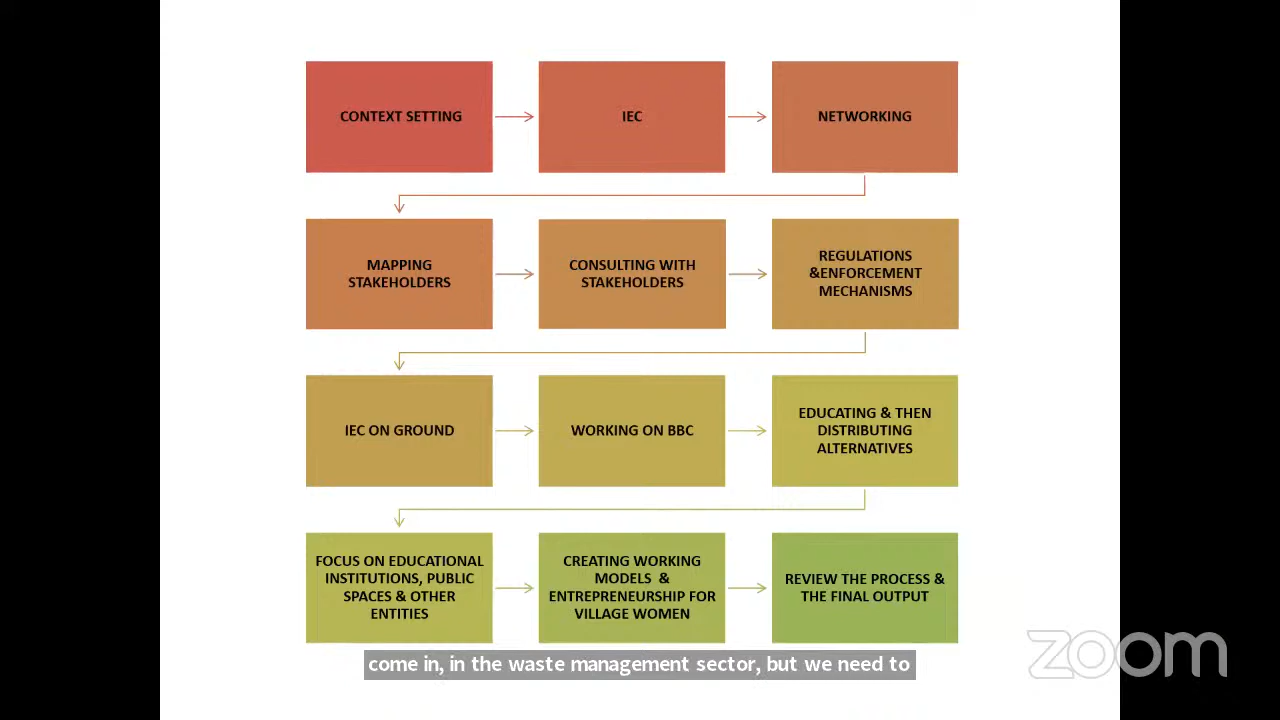 CONTEXT SETTING
IEC
NETWORKING
MAPPING
STAKEHOLDERS
CONSULTING WITH
STAKEHOLDERS
REGULATIONS
&ENFORCEMENT
MECHANISMS
IEC ON GROUND
WORKING ON BBC
EDUCATING & THEN
DISTRIBUTING
ALTERNATIVES
FOCUS ON EDUCATIONAL
INSTITUTIONS, PUBLIC
SPACES & OTHER
ENTITIES
CREATING WORKING
MODELS &
ENTREPRENEURSHIP FOR
VILLAGE WOMEN
REVIEW THE PROCESS &
THE FINAL OUTPUT
come in, in the waste management sector, but we need to
zoom